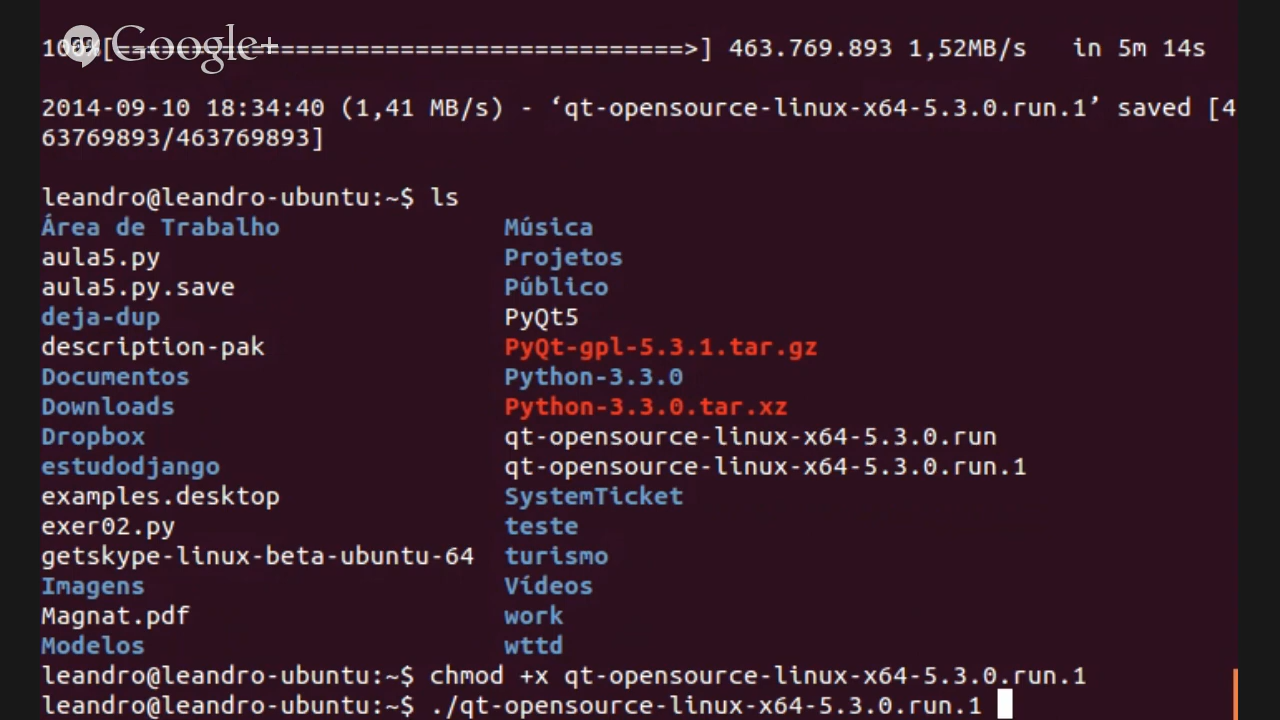 Google+
100%[======================================>] 463.769.893 1,52MB/s   in 5m 14s
2014-09-10 18:34:40 (1,41 MB/s) - ‘qt-opensource-linux-x64-5.3.0.run.1’ saved [4
63769893/463769893]
leandro@leandro-ubuntu:~$ ls
Área de Trabalho Música
aula5.py Projetos
aula5.py.save Público
deja-dup PyQt5
description-pak PyQt-gpl-5.3.1.tar.gz
Documentos Python-3.3.0
Downloads Python-3.3.0.tar.xz
Dropbox qt-opensource-linux-x64-5.3.0.run
estudodjango qt-opensource-linux-x64-5.3.0.run.1
examples.desktop SystemTicket
exer02.py teste
getskype-linux-beta-ubuntu-64 turismo
Imagens Vídeos
Magnat.pdf work
Modelos wttd
leandro@leandro-ubuntu:~$ chmod +x qt-opensource-linux-x64-5.3.0.run.1
leandro@leandro-ubuntu:~$ ./qt-opensource-linux-x64-5.3.0.run.1